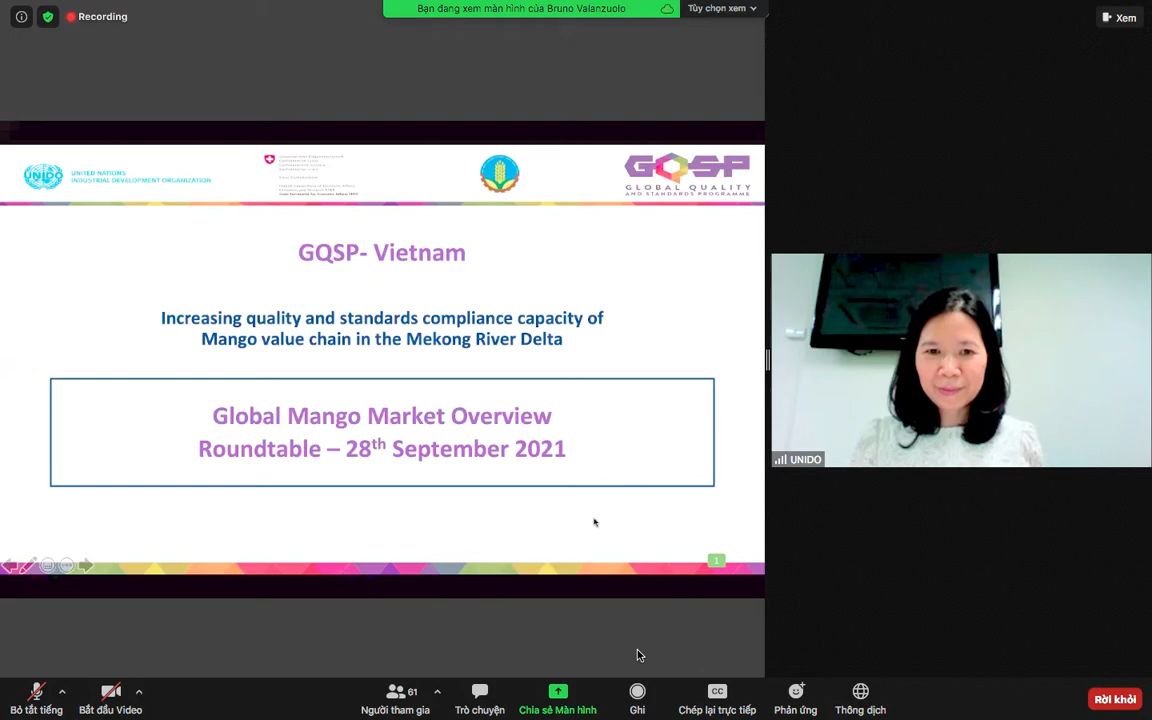 Recording
Bạn đang xem màn hình của Bruno Valanzuolo
Tùy chọn xem
Xem
UNIDO
UNITED NATIONS
INDUSTRIAL DEVELOPMENT ORGANIZATION
GQSP
GLOBAL QUALITY
AND STANDARDS PROGRAMME
GQSP- Vietnam
Increasing quality and standards compliance capacity of
Mango value chain in the Mekong River Delta
Global Mango Market Overview
Roundtable – 28th September 2021
1
UNIDO
Bỏ tắt tiếng
Bắt đầu Video
61
Người tham gia
Trò chuyện
Chia sẻ Màn hình
Ghi
CC
Chép lại trực tiếp
Phản ứng
Thông dịch
Rời khỏi